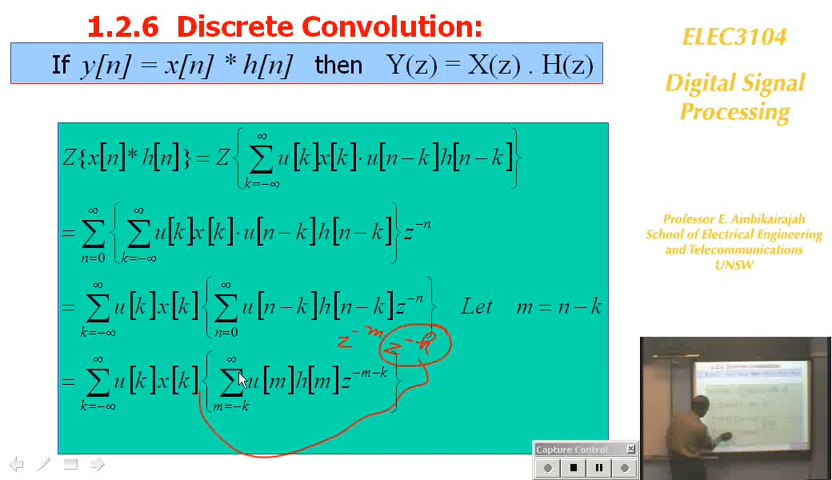 1.2.6 Discrete Convolution:
If y[n] = x[n] * h[n] then Y(z) = X(z) . H(z)
Z{x[n]* h[n]} = Z{∑_{k=-∞}^{∞} u[k]x[k]· u[n-k]h[n-k]}
= ∑_{n=0}^{∞} {∑_{k=-∞}^{∞} u[k]x[k]· u[n-k]h[n-k]} z^{-n}
= ∑_{k=-∞}^{∞} u[k]x[k] {∑_{n=0}^{∞} u[n-k]h[n-k]z^{-n}} Let m = n-k
z^{-m} z^{-k}
= ∑_{k=-∞}^{∞} u[k]x[k] {∑_{m=-k}^{∞} u[m]h[m]z^{-m-k}}
ELEC3104
Digital Signal
Processing
Professor E. Ambikairajah
School of Electrical Engineering
and Telecommunications
UNSW
Capture Control